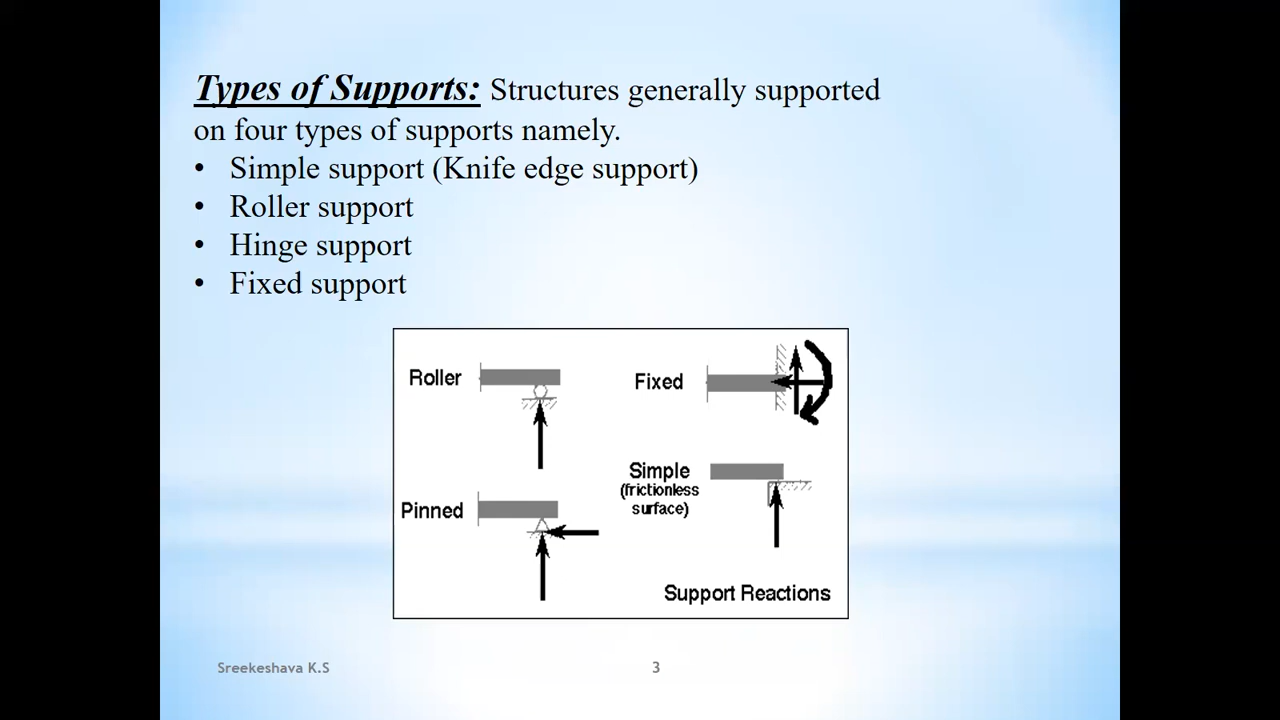 Types of Supports: Structures generally supported
on four types of supports namely.
• Simple support (Knife edge support)
• Roller support
• Hinge support
• Fixed support
Roller
Fixed
Simple
(frictionless
surface)
Pinned
Support Reactions
Sreekeshava K.S
3